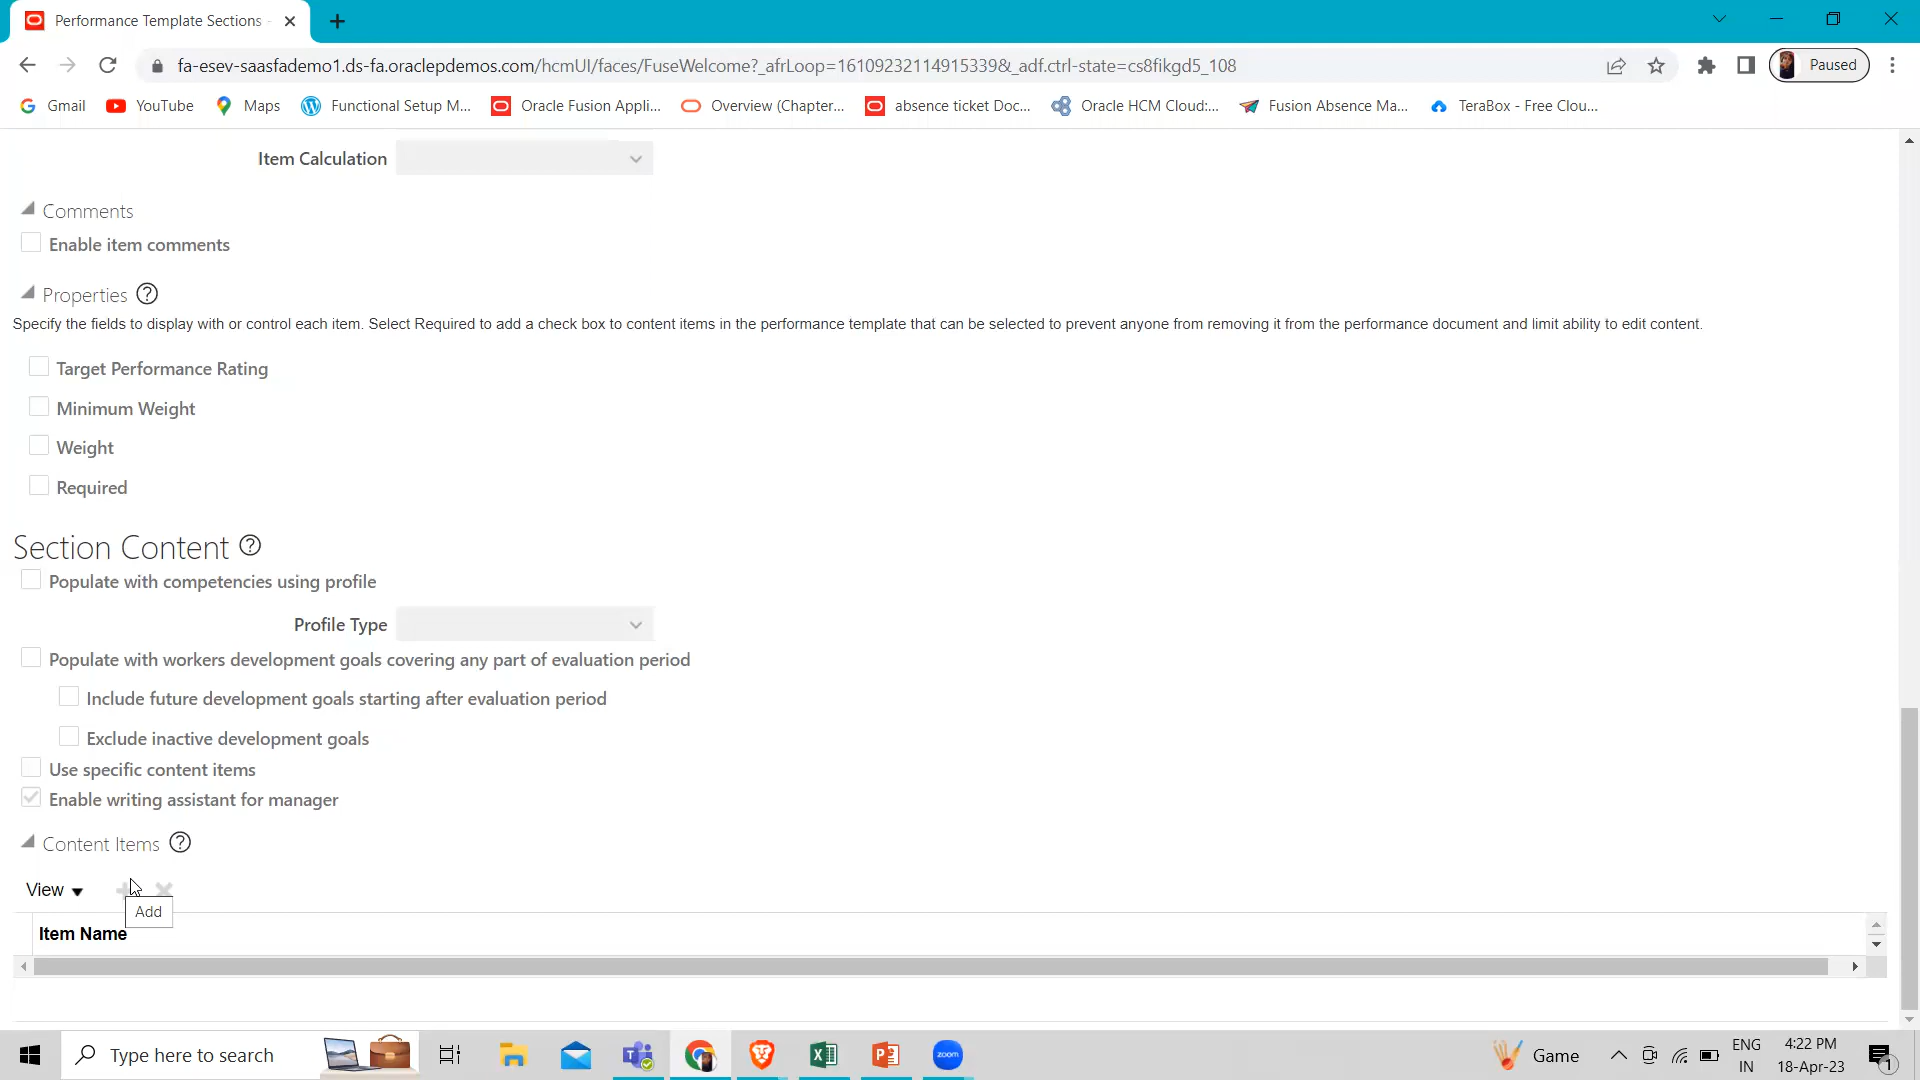 Performance Template Sections -
fa-esev-saasfademo1.ds-fa.oraclepdemos.com/hcmUI/faces/FuseWelcome?_afrLoop=16109232114915339&_adf.ctrl-state=cs8fikgd5_108
Paused
Gmail YouTube Maps Functional Setup M... Oracle Fusion Appli... Overview (Chapter... absence ticket Doc... Oracle HCM Cloud:... Fusion Absence Ma... TeraBox - Free Clou...
Item Calculation
Comments
Enable item comments
Properties ?
Specify the fields to display with or control each item. Select Required to add a check box to content items in the performance template that can be selected to prevent anyone from removing it from the performance document and limit ability to edit content.
Target Performance Rating
Minimum Weight
Weight
Required
Section Content ?
Populate with competencies using profile
Profile Type
Populate with workers development goals covering any part of evaluation period
Include future development goals starting after evaluation period
Exclude inactive development goals
Use specific content items
Enable writing assistant for manager
Content Items ?
View
Add
Item Name
Type here to search
zoom
Game
ENG
IN
4:22 PM
18-Apr-23
1